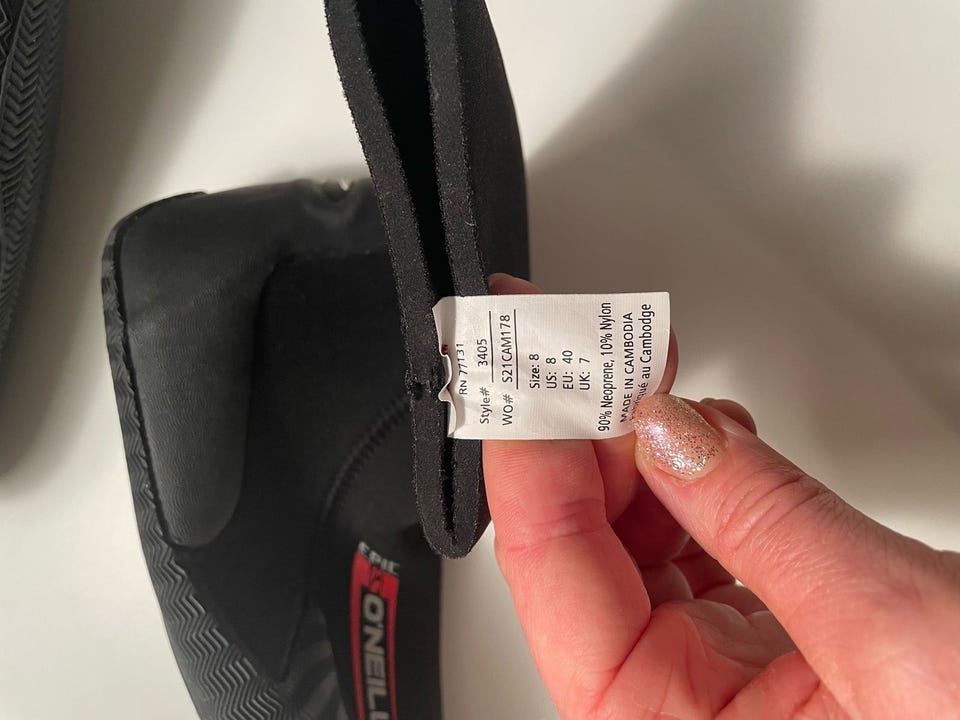 RN 77131
Style# 3405
WO# S21CAM178
Size: 8
US: 8
EU: 40
UK: 7
90% Neoprene, 10% Nylon
MADE IN CAMBODIA
au Cambodge
EPIC
O'NEILL